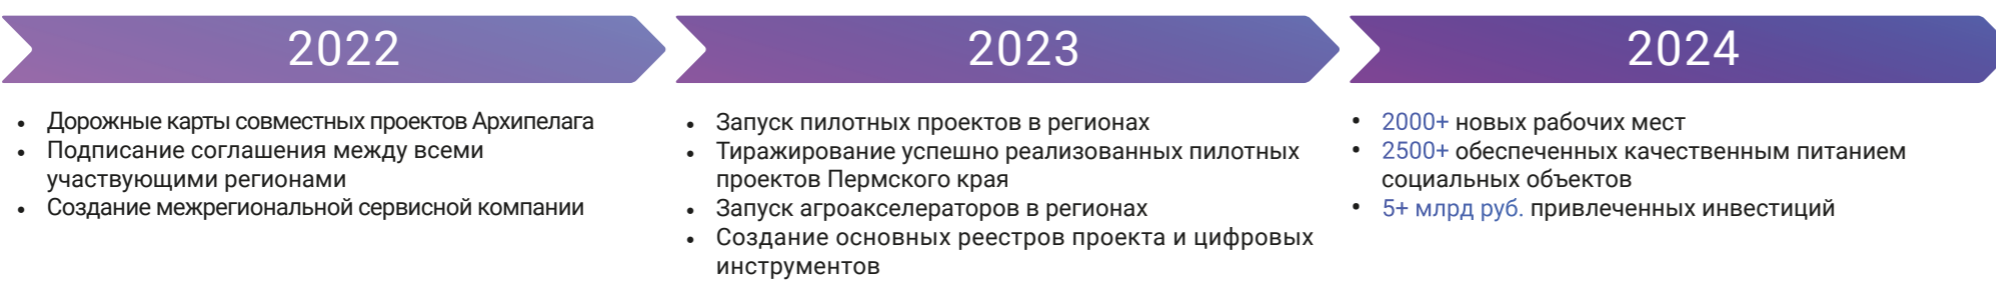 2022
• Дорожные карты совместных проектов Архипелага
• Подписание соглашения между всеми
участвующими регионами
• Создание межрегиональной сервисной компании
2023
• Запуск пилотных проектов в регионах
• Тиражирование успешно реализованных пилотных
проектов Пермского края
• Запуск агроакселераторов в регионах
• Создание основных реестров проекта и цифровых
инструментов
2024
• 2000+ новых рабочих мест
• 2500+ обеспеченных качественным питанием
социальных объектов
• 5+ млрд руб. привлеченных инвестиций